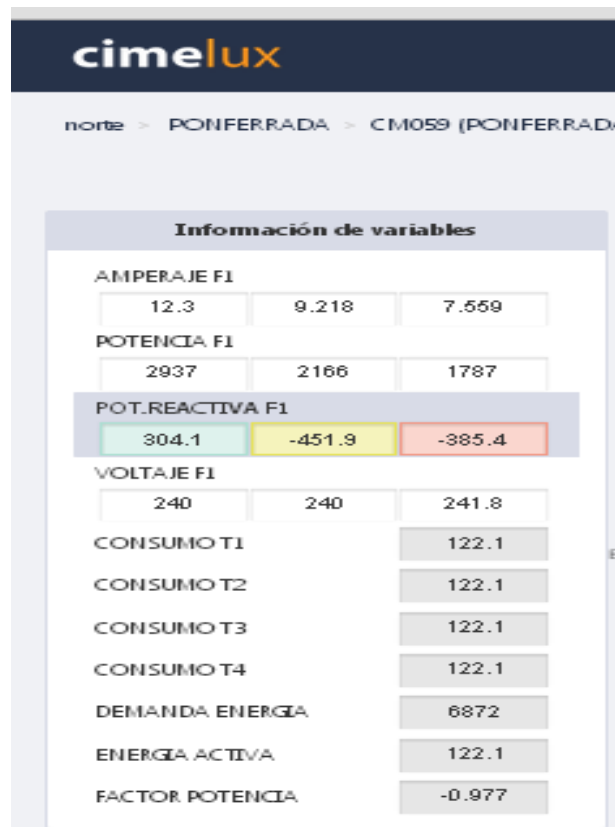 cimelux
norte > PONFERRADA > CM059 (PONFERRADA
Información de variables
AMPERAJE F1
12.3 9.218 7.559
POTENCIA F1
2937 2166 1787
POT.REACTIVA F1
304.1 -451.9 -385.4
VOLTAJE F1
240 240 241.8
CONSUMO T1 122.1
CONSUMO T2 122.1
CONSUMO T3 122.1
CONSUMO T4 122.1
DEMANDA ENERGIA 6872
ENERGIA ACTIVA 122.1
FACTOR POTENCIA -0.977